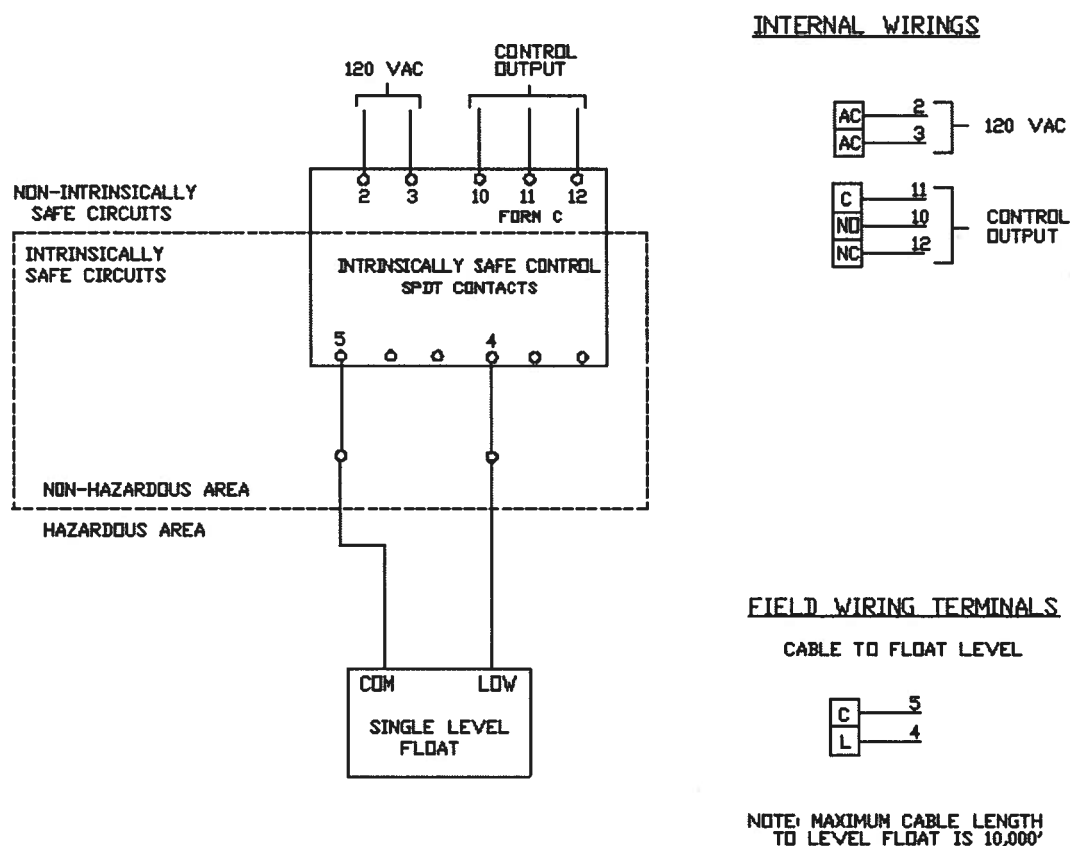 INTERNAL WIRINGS
120 VAC
CONTROL
OUTPUT
2 3 10 11 12
FORN C
NON-INTRINSICALLY
SAFE CIRCUITS
INTRINSICALLY
SAFE CIRCUITS
INTRINSICALLY SAFE CONTROL
SPDT CONTACTS
5 4
NON-HAZARDOUS AREA
HAZARDOUS AREA
COM LOW
SINGLE LEVEL
FLOAT
AC 2
AC 3
120 VAC
C 11
NO 10
NC 12
CONTROL
OUTPUT
FIELD WIRING TERMINALS
CABLE TO FLOAT LEVEL
C 5
L 4
NOTE: MAXIMUM CABLE LENGTH
TO LEVEL FLOAT IS 10,000'